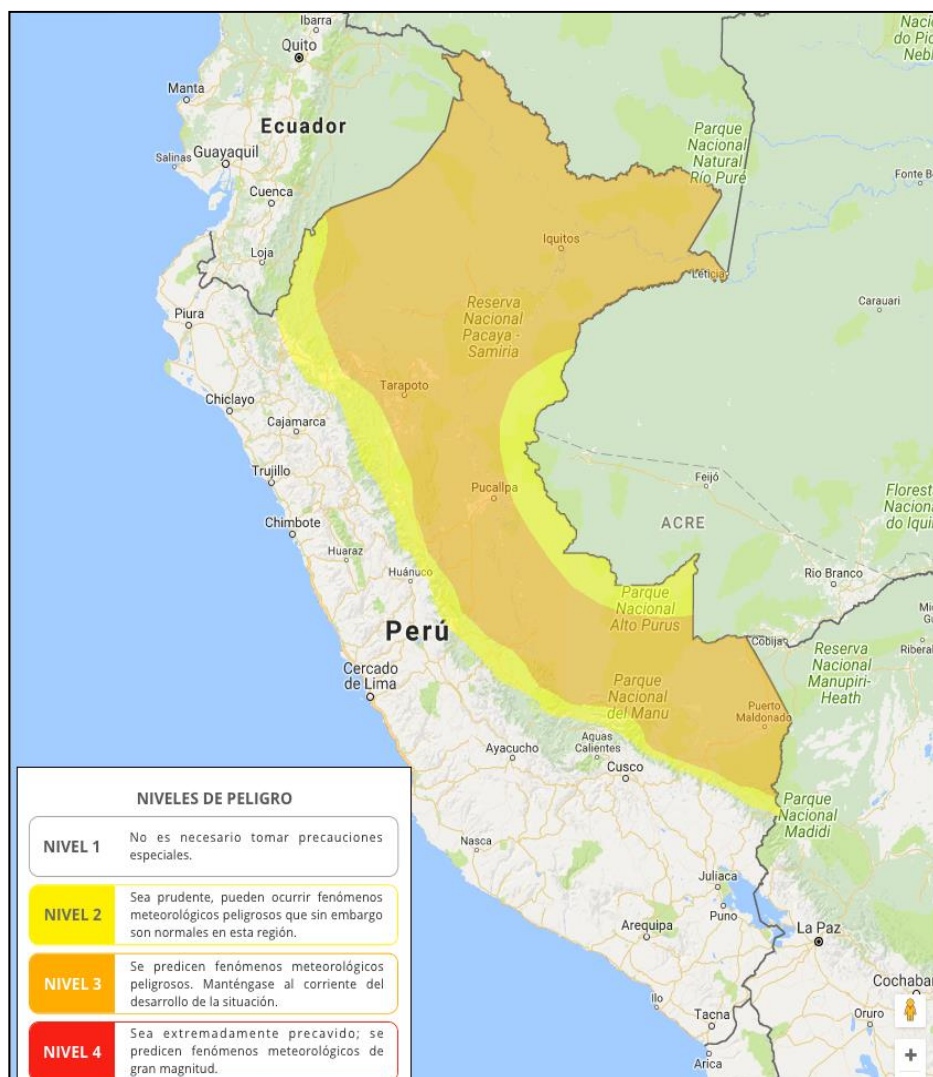 Ibarra
Quito
Manta
Ecuador
Salinas
Guayaquil
Cuenca
Loja
Piura
Chiclayo
Cajamarca
Trujillo
Chimbote
Huaraz
Huánuco
Tarapoto
Iquitos
Leticia
Reserva
Nacional
Pacaya -
Samiria
Pucallpa
Parque
Nacional
Natural
Río Puré
Carauari
Feijó
ACRE
Rio Branco
Cobija
Parque
Nacional
Alto Purus
Perú
Cercado
de Lima
Parque
Nacional
del Manu
Puerto
Maldonado
Reserva
Nacional
Manupiri-
Heath
Ayacucho
Aguas
Calientes
Cusco
Parque
Nacional
Madidi
Nasca
Juliaca
Puno
Arequipa
La Paz
Ilo
Tacna
Arica
Oruro
NIVELES DE PELIGRO
NIVEL 1
No es necesario tomar precauciones
especiales.
NIVEL 2
Sea prudente, pueden ocurrir fenómenos
meteorológicos peligrosos que sin embargo
son normales en esta región.
NIVEL 3
Se predicen fenómenos meteorológicos
peligrosos. Manténgase al corriente del
desarrollo de la situación.
NIVEL 4
Sea extremadamente precavido; se
predicen fenómenos meteorológicos de
gran magnitud.
+